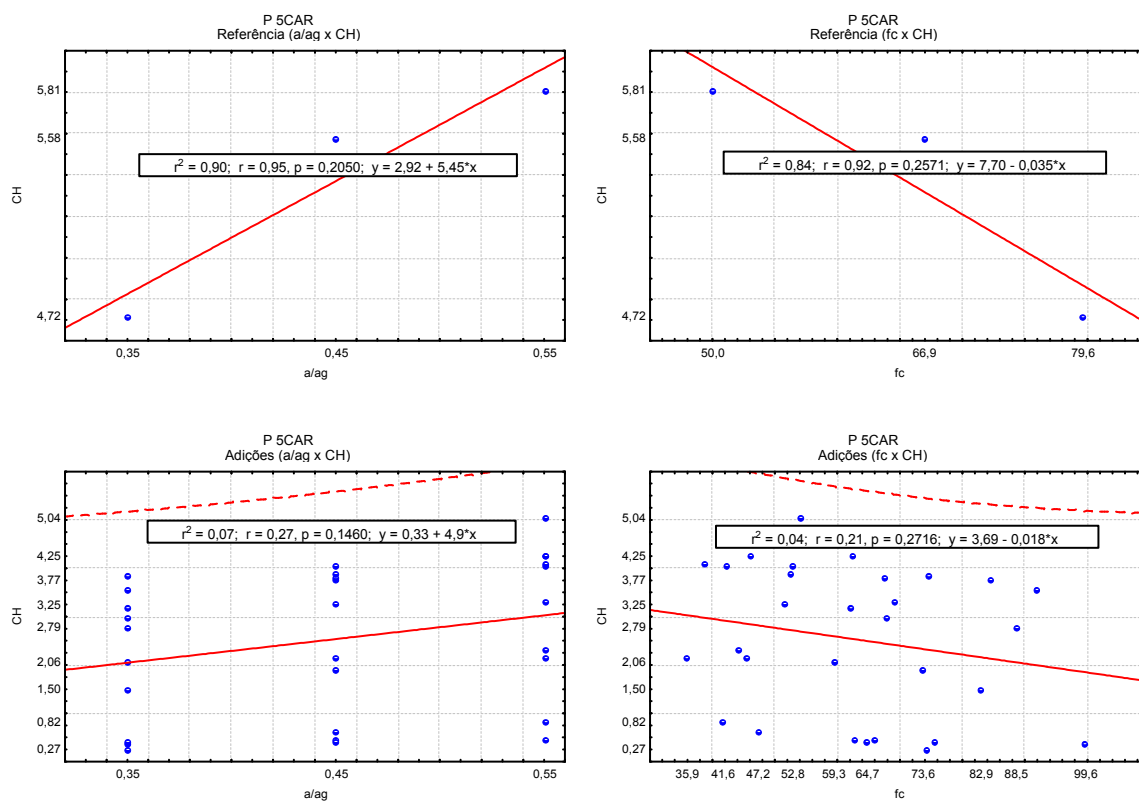 P 5CAR
Referência (a/ag x CH)
5,81
5,58
4,72
CH
r² = 0,90; r = 0,95, p = 0,2050; y = 2,92 + 5,45*x
0,35 0,45 0,55
a/ag
P 5CAR
Referência (fc x CH)
5,81
5,58
4,72
CH
r² = 0,84; r = 0,92, p = 0,2571; y = 7,70 - 0,035*x
50,0 66,9 79,6
fc
P 5CAR
Adições (a/ag x CH)
5,04
4,25
3,77
3,25
2,79
2,06
1,50
0,82
0,27
CH
r² = 0,07; r = 0,27, p = 0,1460; y = 0,33 + 4,9*x
0,35 0,45 0,55
a/ag
P 5CAR
Adições (fc x CH)
5,04
4,25
3,77
3,25
2,79
2,06
1,50
0,82
0,27
CH
r² = 0,04; r = 0,21, p = 0,2716; y = 3,69 - 0,018*x
35,9 41,6 47,2 52,8 59,3 64,7 73,6 82,9 88,5 99,6
fc